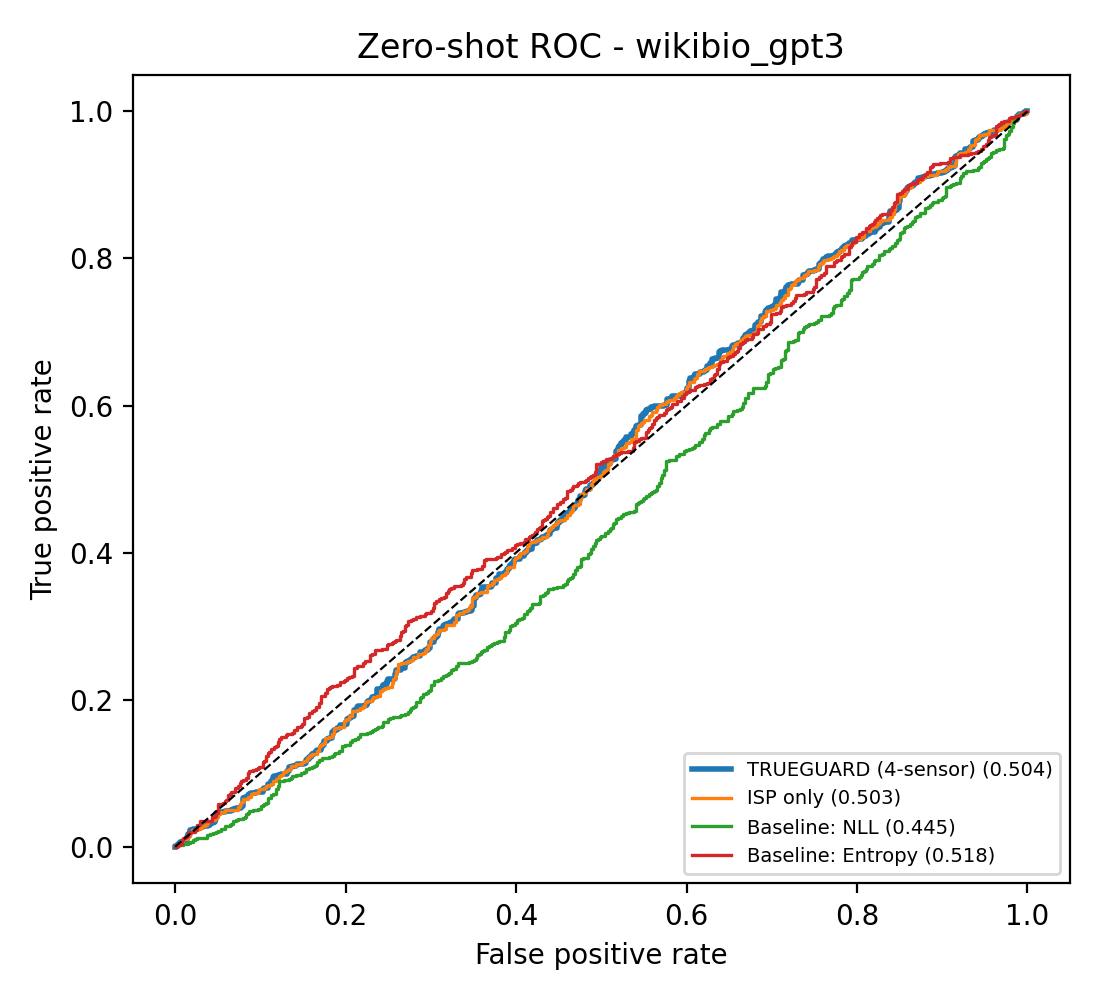 Zero-shot ROC - wikibio_gpt3
1.0
0.8
0.6
0.4
0.2
0.0
True positive rate
0.0 0.2 0.4 0.6 0.8 1.0
False positive rate
TRUEGUARD (4-sensor) (0.504)
ISP only (0.503)
Baseline: NLL (0.445)
Baseline: Entropy (0.518)